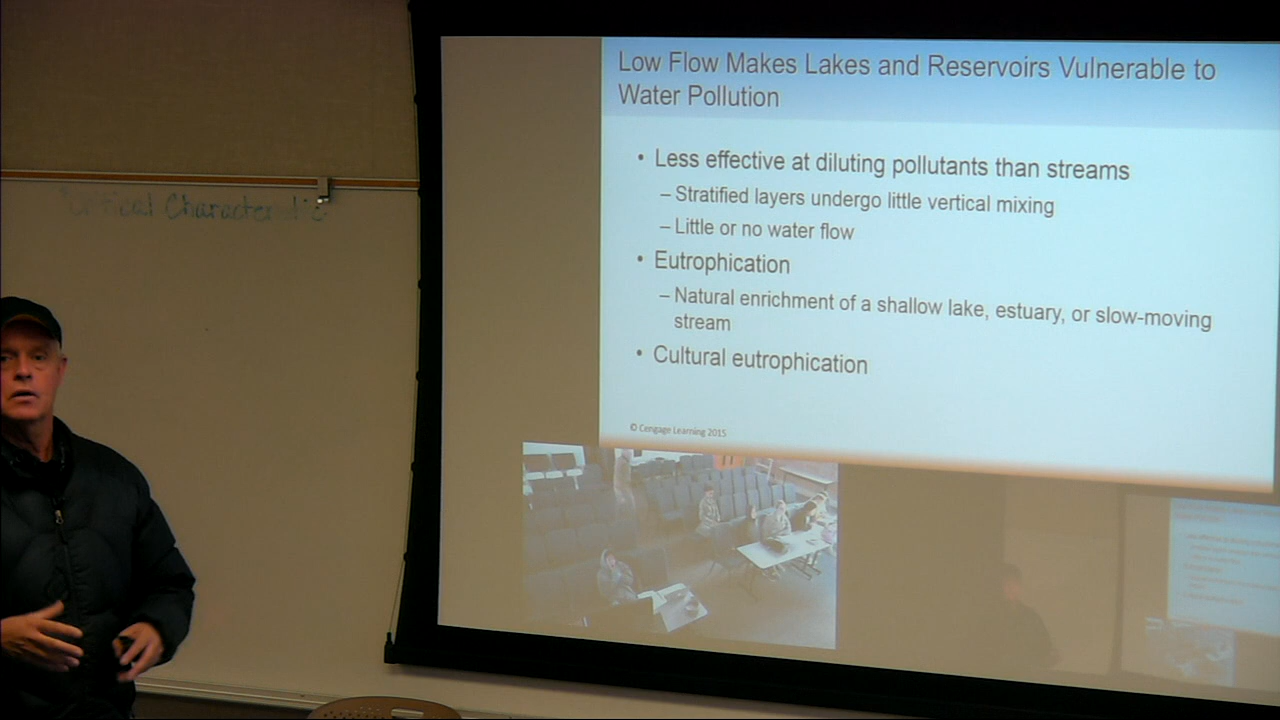 Low Flow Makes Lakes and Reservoirs Vulnerable to
Water Pollution
• Less effective at diluting pollutants than streams
– Stratified layers undergo little vertical mixing
– Little or no water flow
• Eutrophication
– Natural enrichment of a shallow lake, estuary, or slow-moving
stream
• Cultural eutrophication
© Cengage Learning 2015
Critical Characteristic